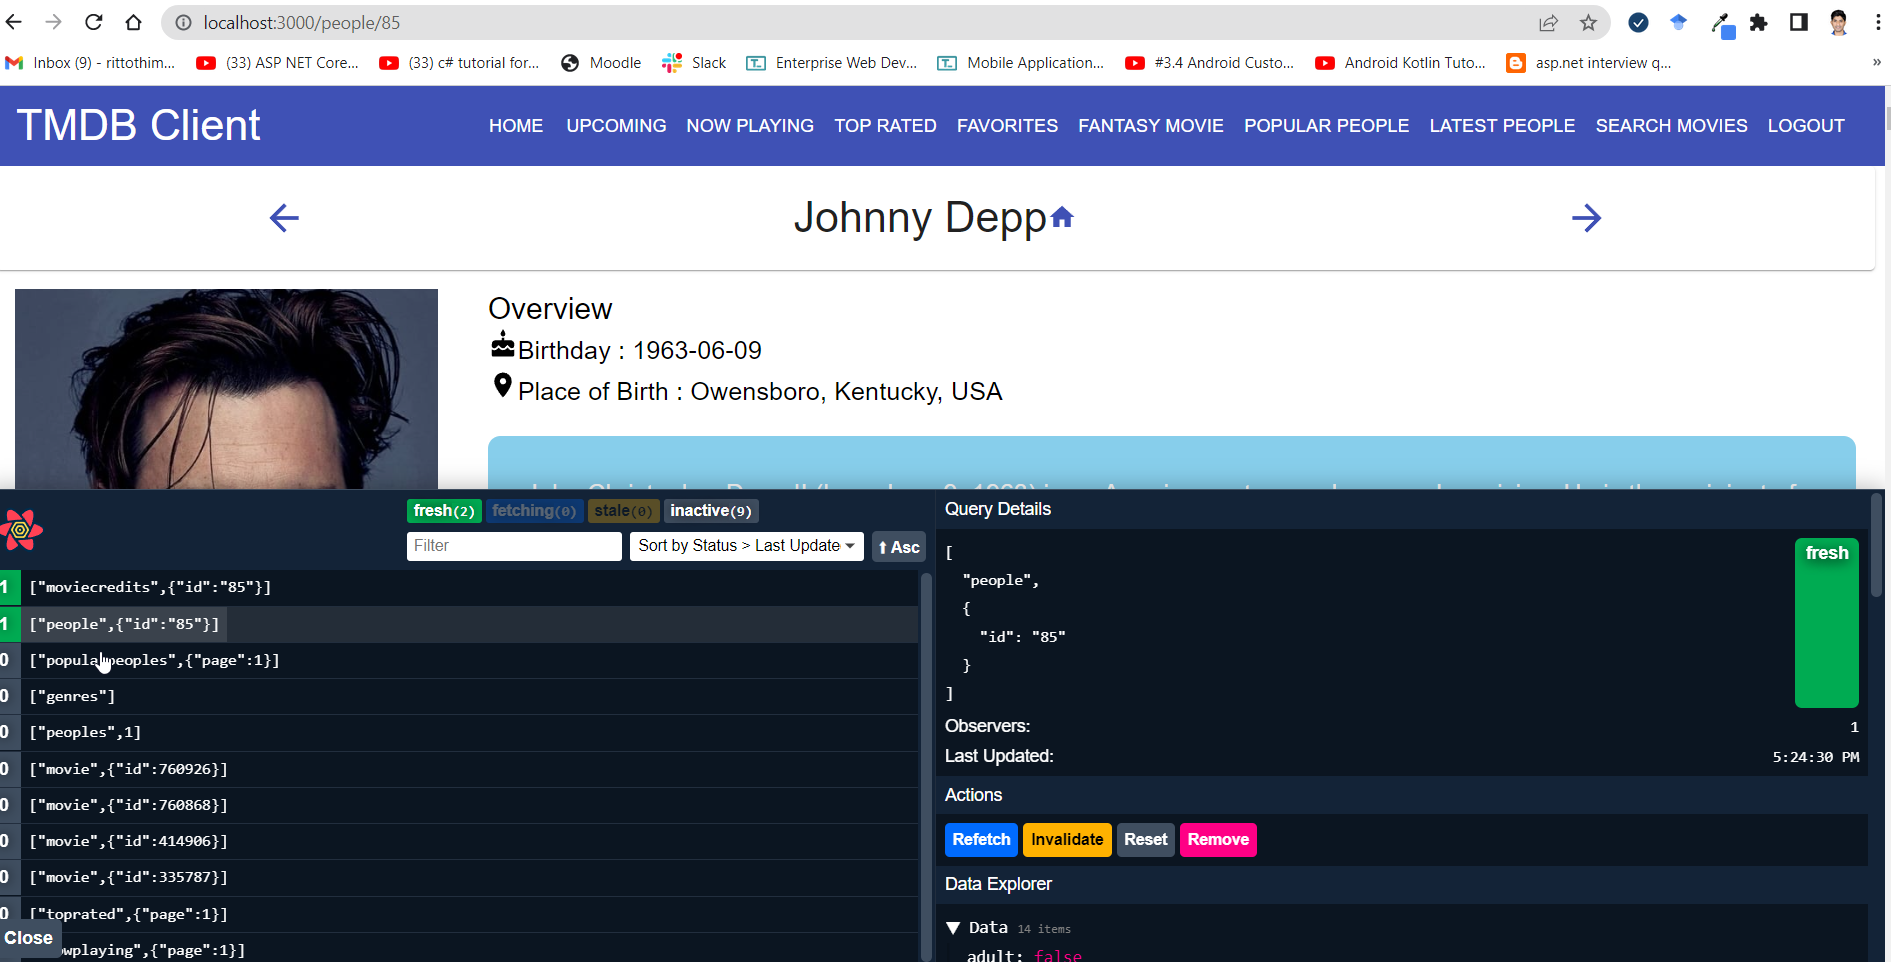 localhost:3000/people/85
Inbox (9) - rittothim...
(33) ASP NET Core...
(33) c# tutorial for...
Moodle
Slack
Enterprise Web Dev...
Mobile Application...
#3.4 Android Custo...
Android Kotlin Tuto...
asp.net interview q...
»
TMDB Client
HOME UPCOMING NOW PLAYING TOP RATED FAVORITES FANTASY MOVIE POPULAR PEOPLE LATEST PEOPLE SEARCH MOVIES LOGOUT
Johnny Depp
Overview
Birthday : 1963-06-09
Place of Birth : Owensboro, Kentucky, USA
fresh(2) fetching(0) stale(0) inactive(9)
Filter
Sort by Status > Last Update
Asc
1 ["moviecredits",{"id":"85"}]
1 ["people",{"id":"85"}]
0 ["popula peoples",{"page":1}]
0 ["genres"]
0 ["peoples",1]
0 ["movie",{"id":760926}]
0 ["movie",{"id":760868}]
0 ["movie",{"id":414906}]
0 ["movie",{"id":335787}]
0 ["toprated",{"page":1}]
owplaying",{"page":1}]
Close
Query Details
[
"people",
{
"id": "85"
}
]
fresh
Observers: 1
Last Updated: 5:24:30 PM
Actions
Refetch Invalidate Reset Remove
Data Explorer
▼ Data 14 items
adult: false